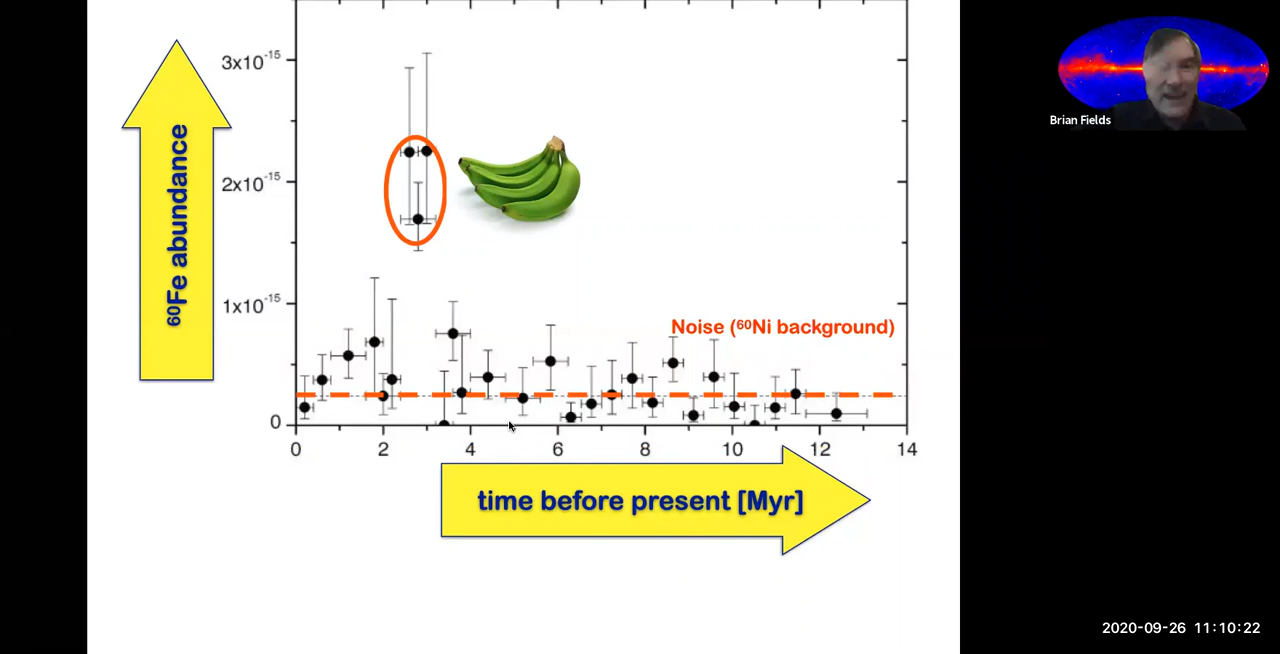 3x10-15
2x10-15
1x10-15
0
⁶⁰Fe abundance
Noise (⁶⁰Ni background)
0 2 4 6 8 10 12 14
time before present [Myr]
Brian Fields
2020-09-26 11:10:22